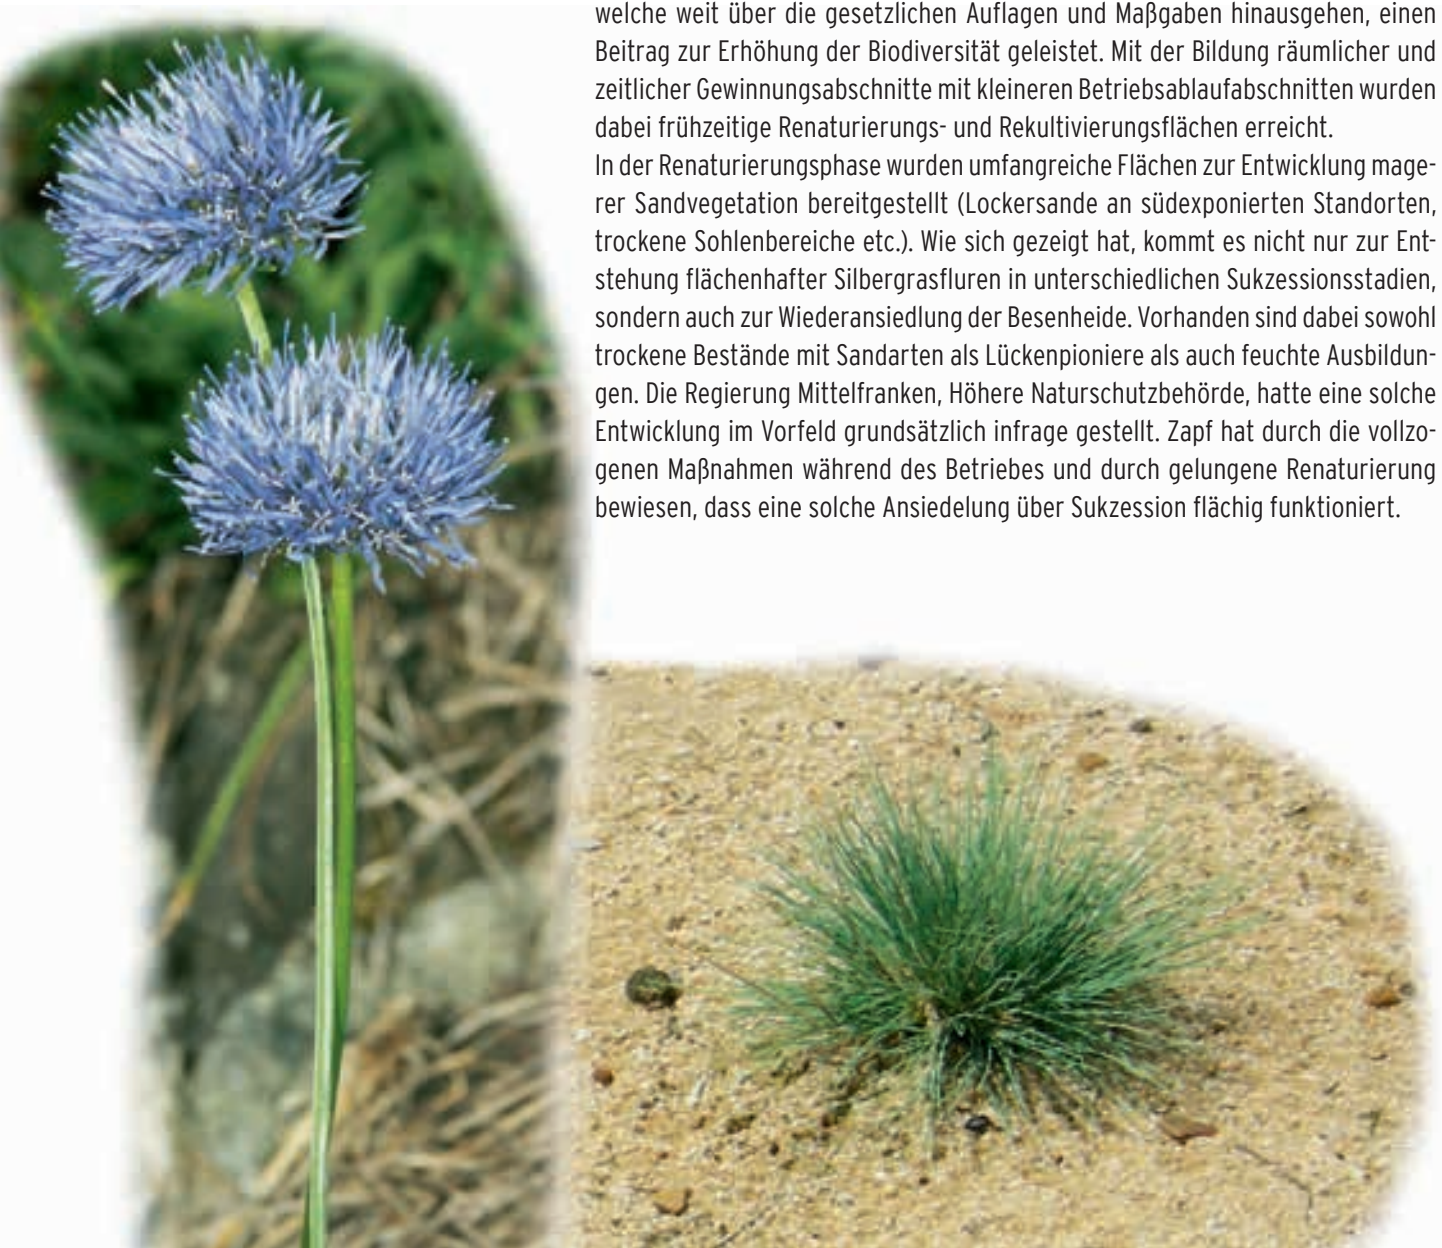 welche weit über die gesetzlichen Auflagen und Maßgaben hinausgehen, einen
Beitrag zur Erhöhung der Biodiversität geleistet. Mit der Bildung räumlicher und
zeitlicher Gewinnungsabschnitte mit kleineren Betriebsablaufabschnitten wurden
dabei frühzeitige Renaturierungs- und Rekultivierungsflächen erreicht.
In der Renaturierungsphase wurden umfangreiche Flächen zur Entwicklung mage-
rer Sandvegetation bereitgestellt (Lockersande an südexponierten Standorten,
trockene Sohlenbereiche etc.). Wie sich gezeigt hat, kommt es nicht nur zur Ent-
stehung flächenhafter Silbergrasfluren in unterschiedlichen Sukzessionsstadien,
sondern auch zur Wiederansiedlung der Besenheide. Vorhanden sind dabei sowohl
trockene Bestände mit Sandarten als Lückenpioniere als auch feuchte Ausbildun-
gen. Die Regierung Mittelfranken, Höhere Naturschutzbehörde, hatte eine solche
Entwicklung im Vorfeld grundsätzlich infrage gestellt. Zapf hat durch die vollzo-
genen Maßnahmen während des Betriebes und durch gelungene Renaturierung
bewiesen, dass eine solche Ansiedelung über Sukzession flächig funktioniert.